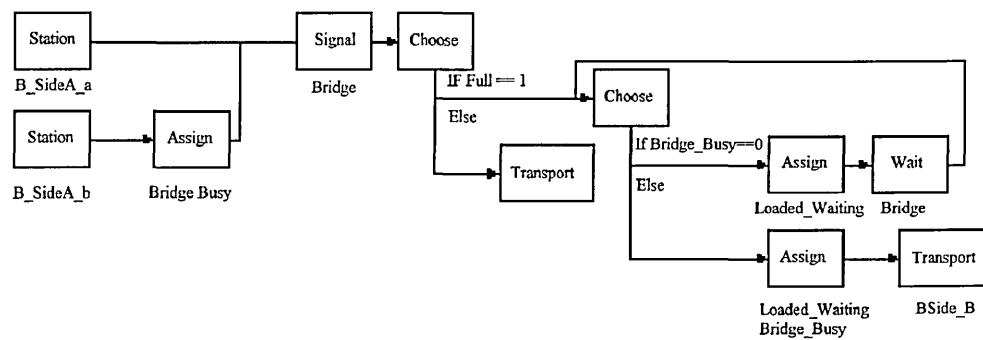 Station
Signal
Choose
B_SideA_a
Bridge
IF Full == 1
Choose
Else
Station
Assign
If Bridge_Busy==0
Transport
Assign
Wait
B_SideA_b
Bridge Busy
Else
Loaded_Waiting
Bridge
Assign
Transport
Loaded_Waiting
BSide_B
Bridge_Busy